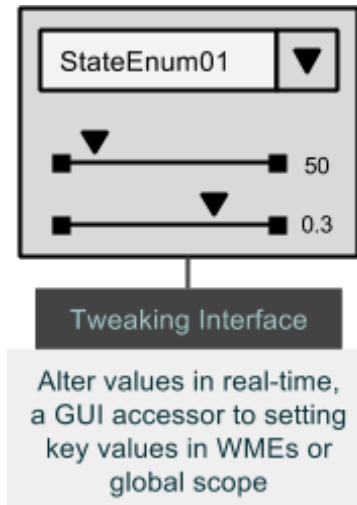 StateEnum01
50
0.3
Tweaking Interface
Alter values in real-time,
a GUI accessor to setting
key values in WMEs or
global scope